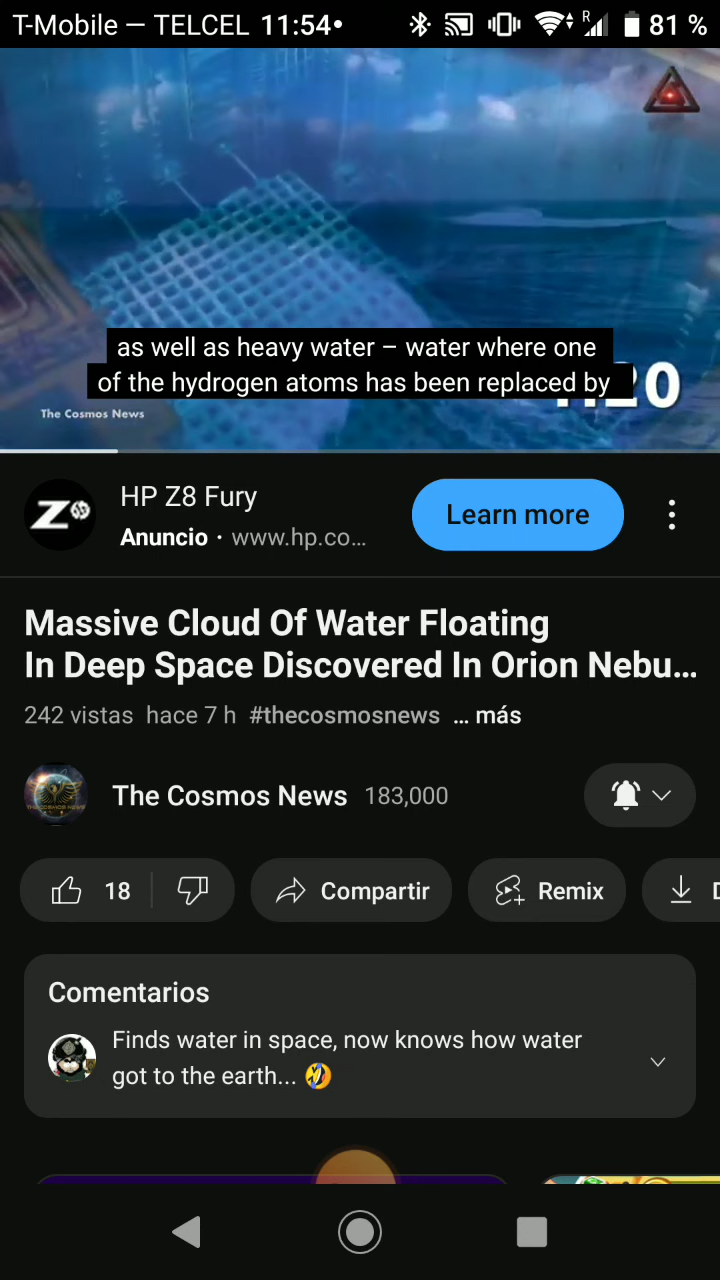 T-Mobile — TELCEL 11:54• R 81 %
as well as heavy water – water where one
of the hydrogen atoms has been replaced by
20
The Cosmos News
HP Z8 Fury
Anuncio · www.hp.co...
Learn more
Massive Cloud Of Water Floating
In Deep Space Discovered In Orion Nebu...
242 vistas hace 7 h #thecosmosnews ... más
The Cosmos News 183,000
18 Compartir Remix D
Comentarios
Finds water in space, now knows how water
got to the earth... 🤣